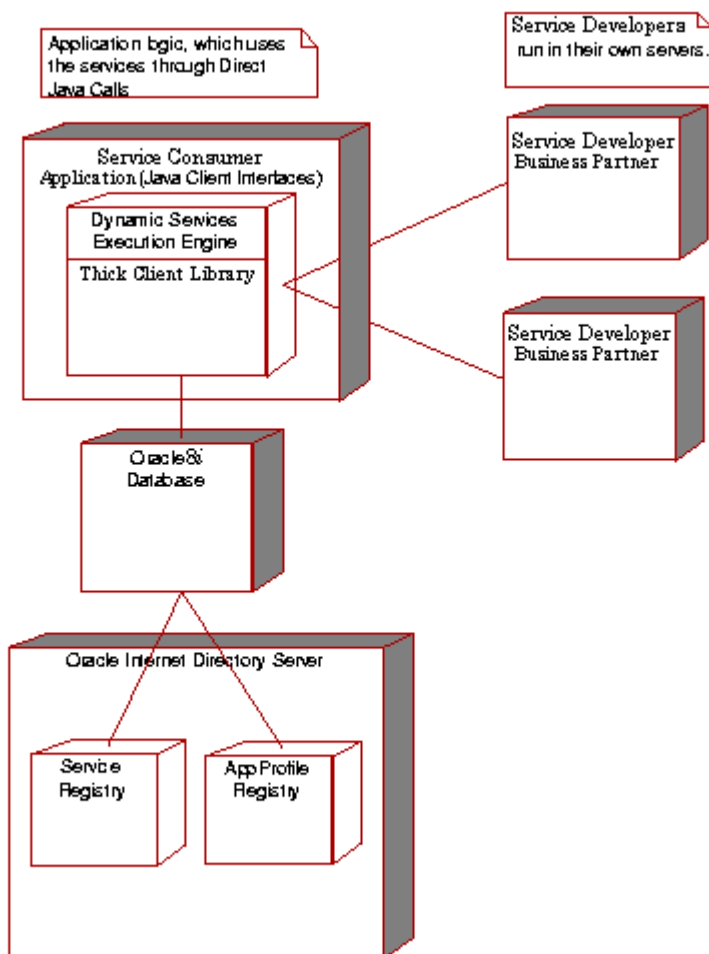 Application logic, which uses
the services through Direct
Java Calls
Service Developers
run in their own servers.
Service Consumer
Application (Java Client Interfaces)
Dynamic Services
Execution Engine
Thick Client Library
Service Developer
Business Partner
Service Developer
Business Partner
Oracle8i
Database
Oracle Internet Directory Server
Service
Registry
App Profile
Registry